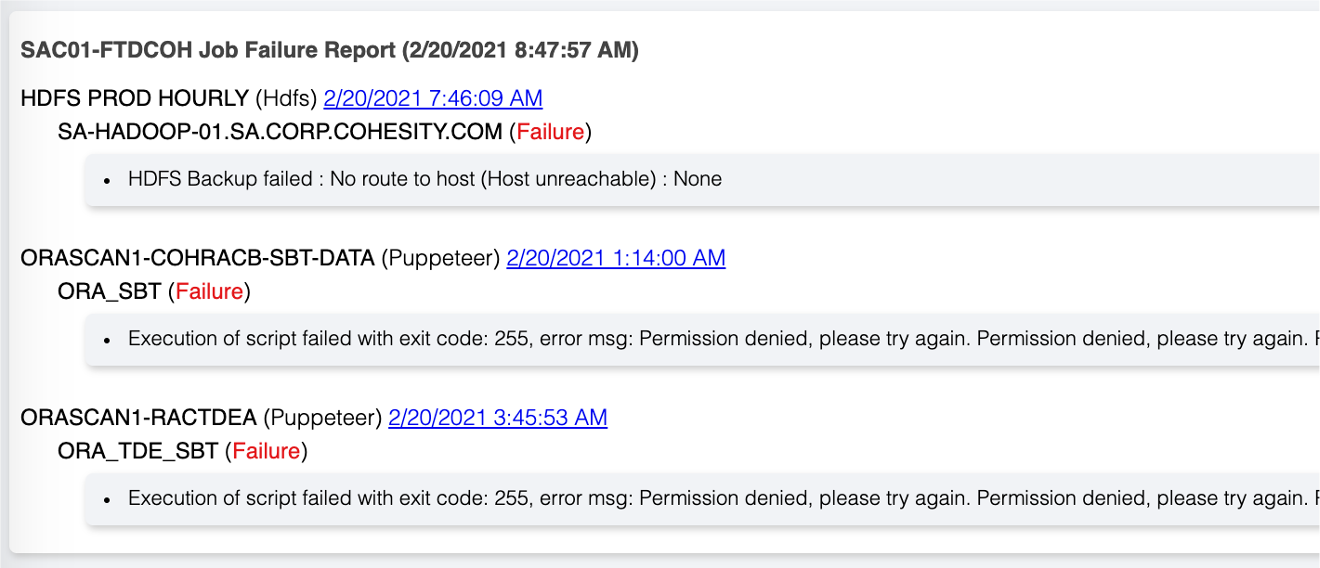 SAC01-FTDCOH Job Failure Report (2/20/2021 8:47:57 AM)
HDFS PROD HOURLY (Hdfs) 2/20/2021 7:46:09 AM
SA-HADOOP-01.SA.CORP.COHESITY.COM (Failure)
• HDFS Backup failed : No route to host (Host unreachable) : None
ORASCAN1-COHRACB-SBT-DATA (Puppeteer) 2/20/2021 1:14:00 AM
ORA_SBT (Failure)
• Execution of script failed with exit code: 255, error msg: Permission denied, please try again. Permission denied, please try again.
ORASCAN1-RACTDEA (Puppeteer) 2/20/2021 3:45:53 AM
ORA_TDE_SBT (Failure)
• Execution of script failed with exit code: 255, error msg: Permission denied, please try again. Permission denied, please try again.